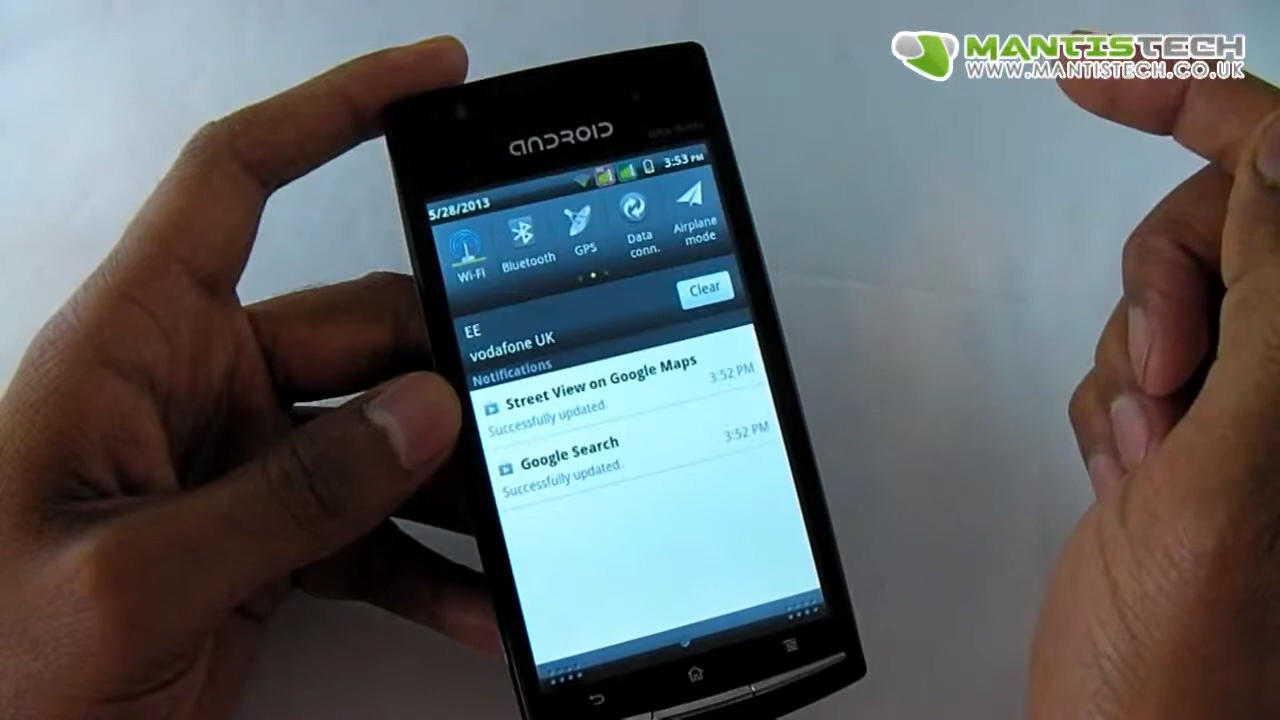 MANTISTECH
WWW.MANTISTECH.CO.UK
ANDROID
3:53 PM
5/28/2013
Wi-Fi
Bluetooth
GPS
Data
conn.
Airplane
mode
EE
Clear
vodafone UK
Notifications
Street View on Google Maps
3:52 PM
Successfully updated.
Google Search
3:52 PM
Successfully updated.